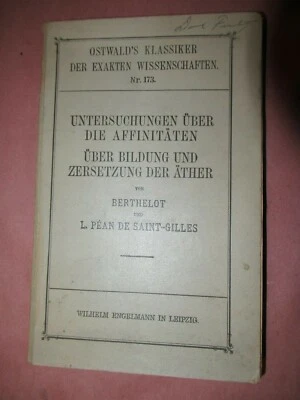 OSTWALD'S KLASSIKER
DER EXAKTEN WISSENSCHAFTEN.
Nr. 173.
UNTERSUCHUNGEN ÜBER
DIE AFFINITÄTEN
ÜBER BILDUNG UND
ZERSETZUNG DER ÄTHER
VON
BERTHELOT
UND
L. PÉAN DE SAINT-GILLES
WILHELM ENGELMANN IN LEIPZIG.